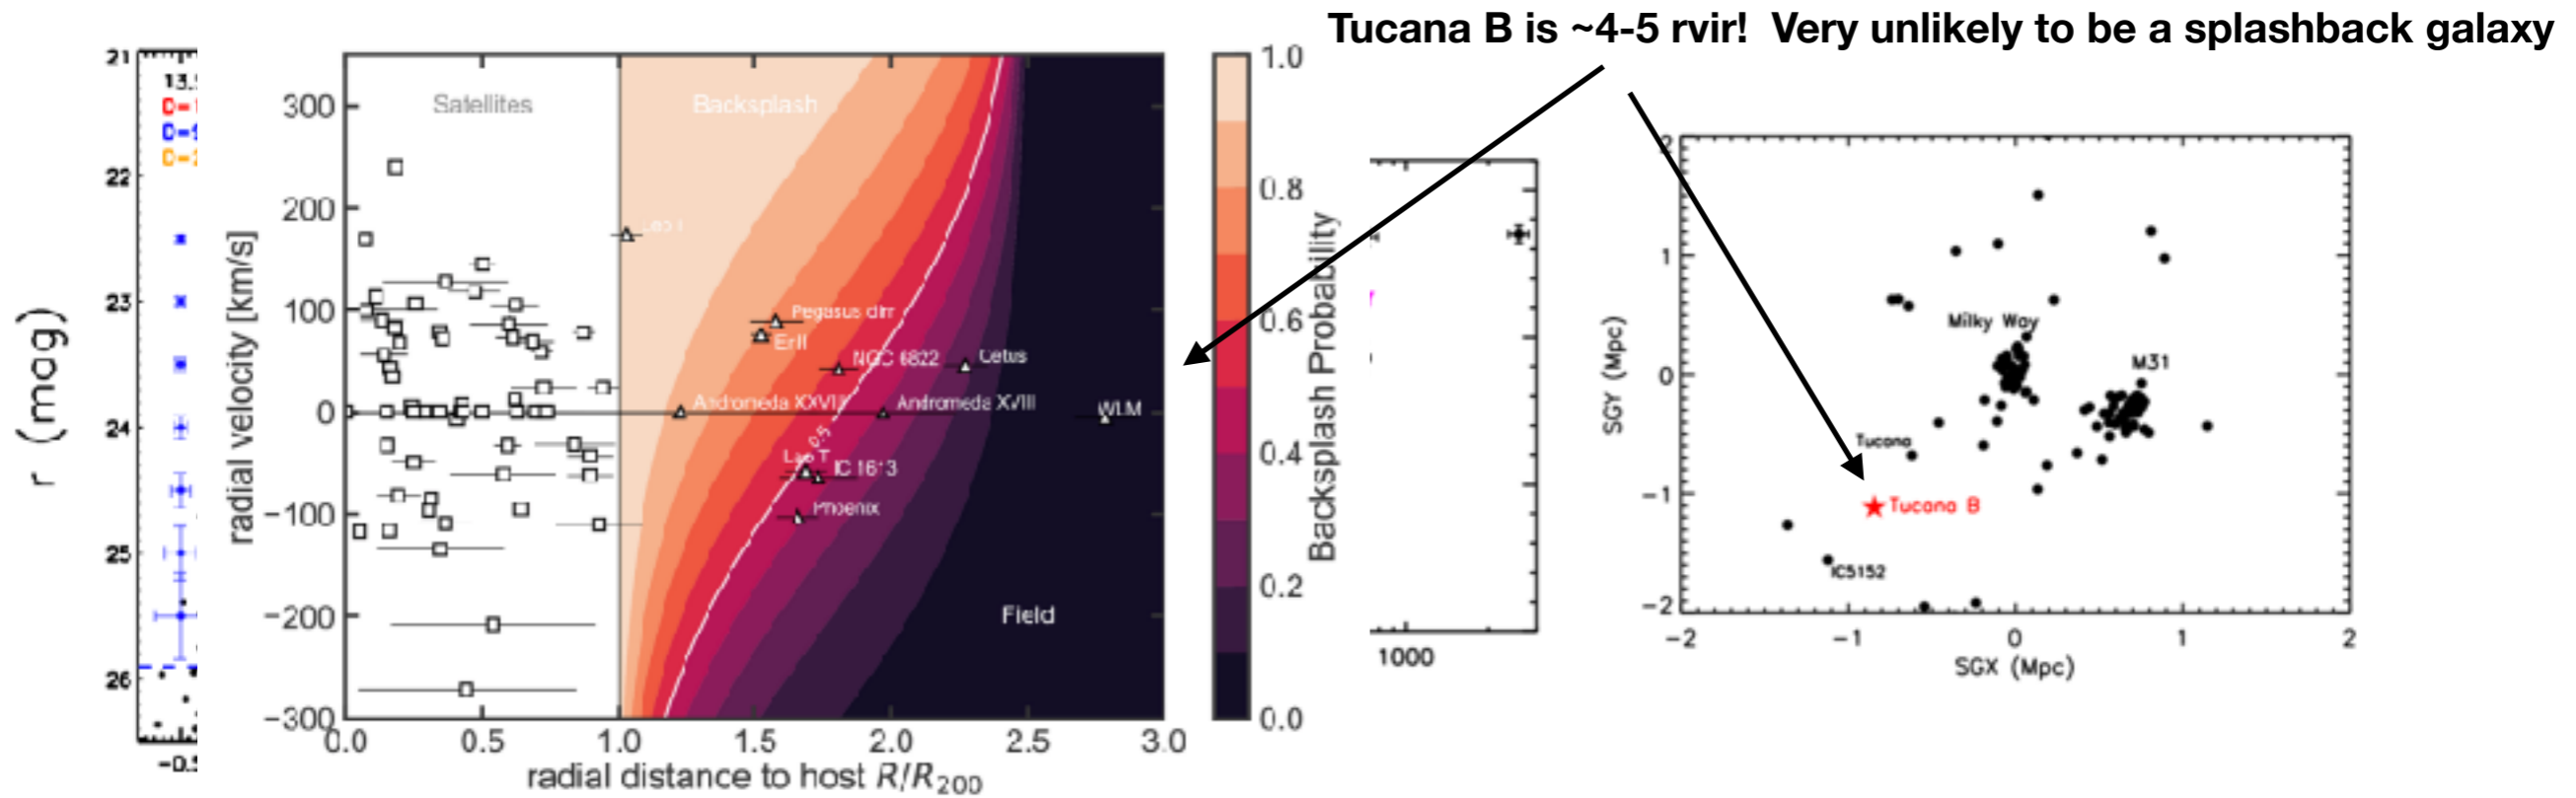 Tucana B is ~4-5 rvir!  Very unlikely to be a splashback galaxy
r (mag)
21
22
23
24
25
26
Satellites
Backsplash
Leo I
Pegasus dIrr
EriII
NGC 6822
Cetus
Andromeda XXVIII
Andromeda XVIII
WLM
0.5
Leo T
IC 1613
Phoenix
Field
radial velocity [km/s]
300
200
100
0
−100
−200
−300
0.0
0.5
1.0
1.5
2.0
2.5
3.0
radial distance to host R/R200
1.0
0.8
0.6
0.4
0.2
0.0
Backsplash Probability
1000
SGY (Mpc)
2
1
0
−1
−2
Milky Way
M31
Tucana
Tucana B
IC5152
−2
−1
0
1
2
SGX (Mpc)